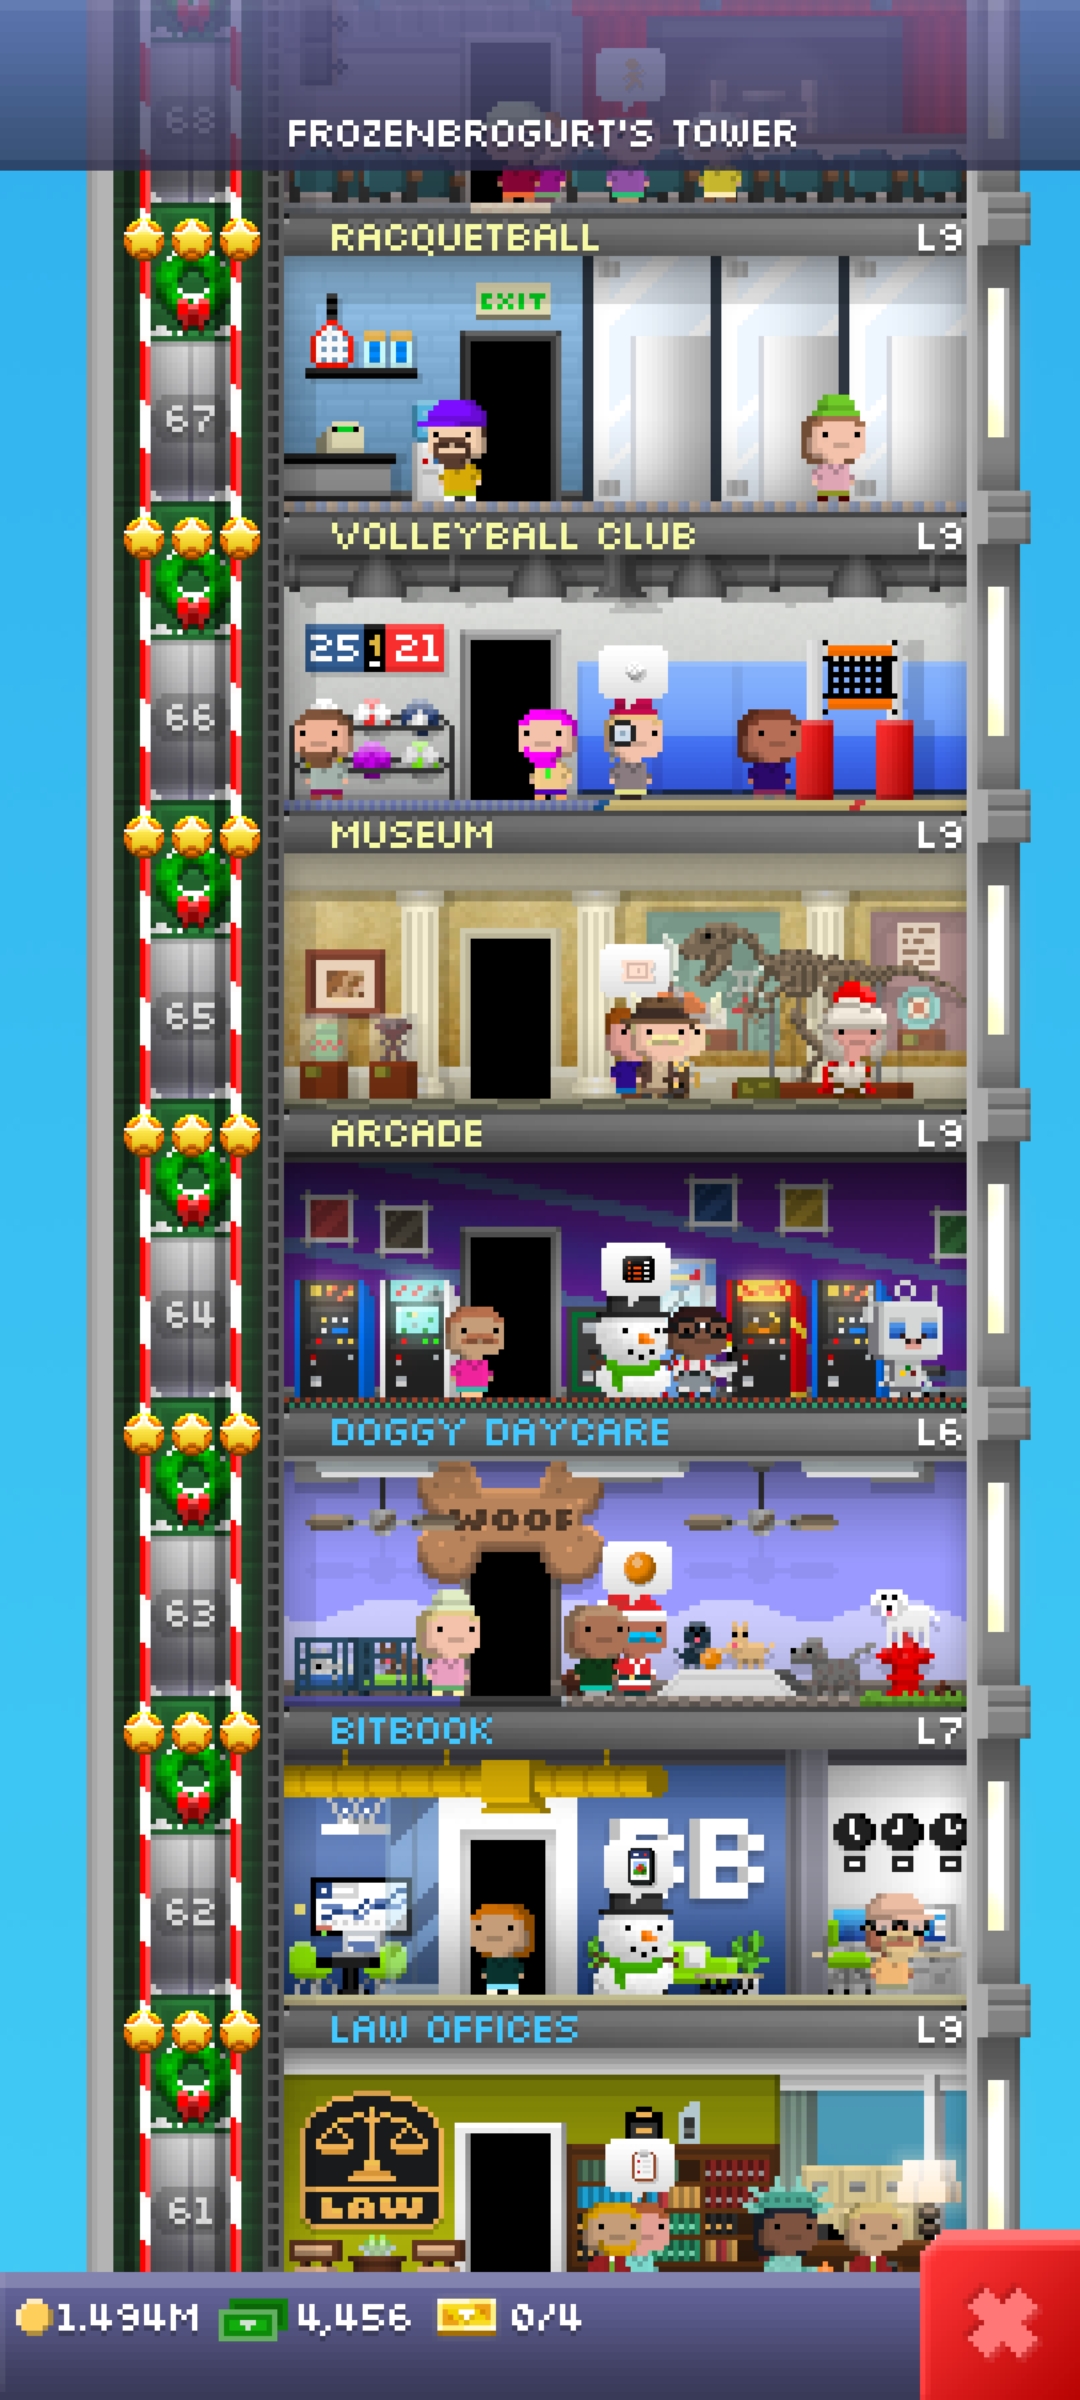 68
FROZENBROGURT'S TOWER
RACQUETBALL L9
EXIT
67
VOLLEYBALL CLUB L9
25 1 21
66
MUSEUM L9
65
ARCADE L9
64
DOGGY DAYCARE L6
WOOF
63
BITBOOK L7
B
62
LAW OFFICES L9
LAW
61
1.494M 4,456 0/4